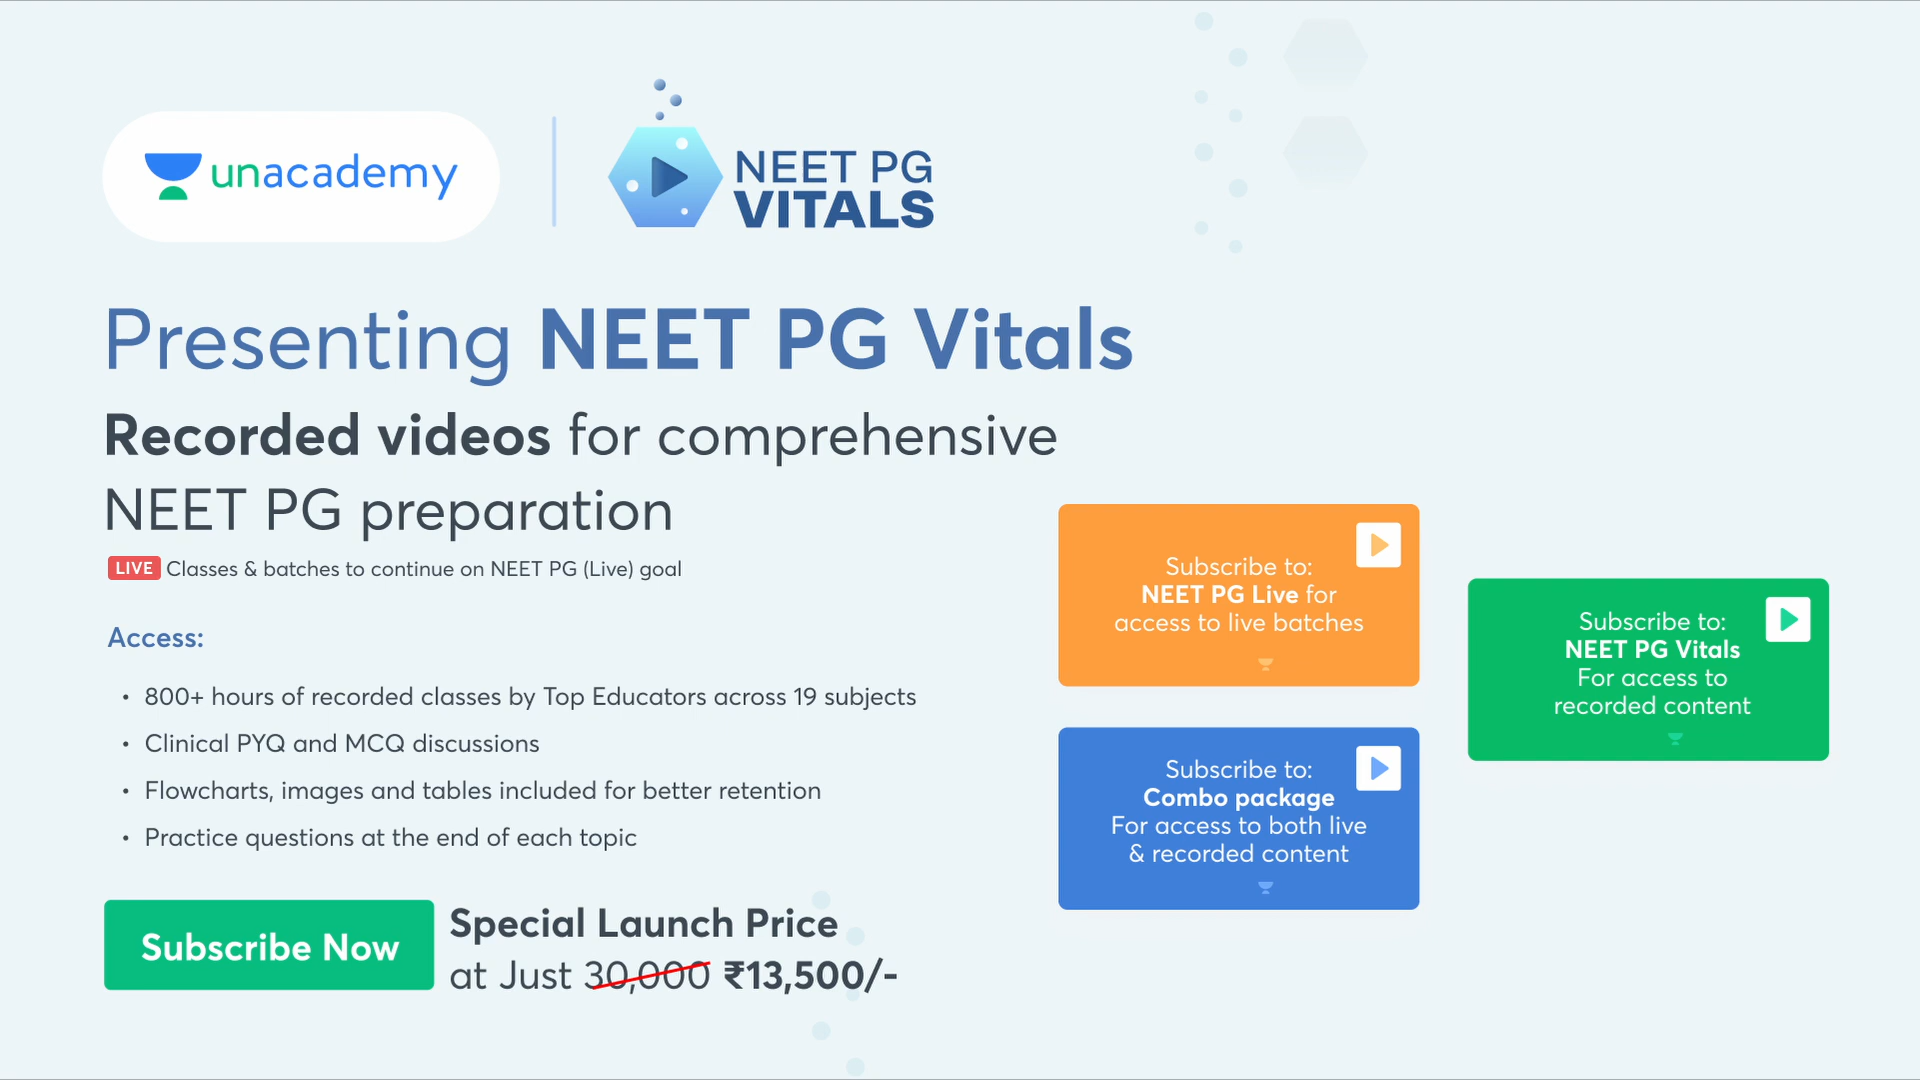 unacademy
NEET PG
VITALS
Presenting NEET PG Vitals
Recorded videos for comprehensive
NEET PG preparation
LIVE Classes & batches to continue on NEET PG (Live) goal
Access:
• 800+ hours of recorded classes by Top Educators across 19 subjects
• Clinical PYQ and MCQ discussions
• Flowcharts, images and tables included for better retention
• Practice questions at the end of each topic
Subscribe Now
Special Launch Price
at Just 30,000 ₹13,500/-
Subscribe to:
NEET PG Live for
access to live batches
Subscribe to:
Combo package
For access to both live
& recorded content
Subscribe to:
NEET PG Vitals
For access to
recorded content